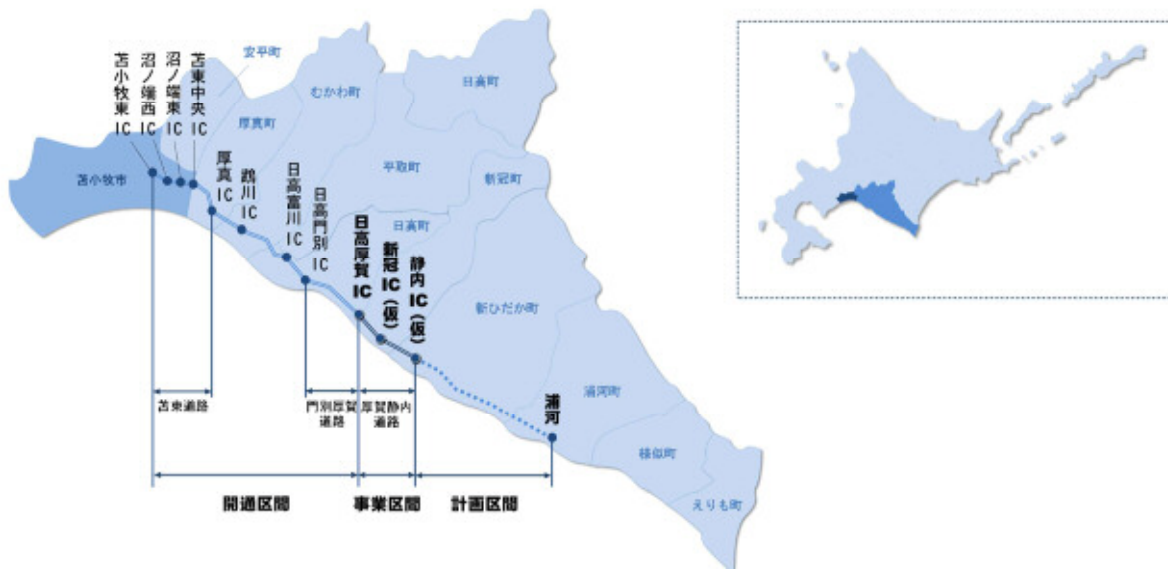 苫小牧東IC
沼ノ端西IC
沼ノ端東IC
苫東中央IC
安平町
厚真町
むかわ町
日高町
苫小牧市
平取町
新冠町
日高町
厚真IC
鵡川IC
日高富川IC
日高門別IC
日高厚賀IC
新冠IC(仮)
静内IC(仮)
新ひだか町
浦河町
浦河
様似町
えりも町
苫東道路
門別厚賀
道路
厚賀静内
道路
開通区間
事業区間
計画区間